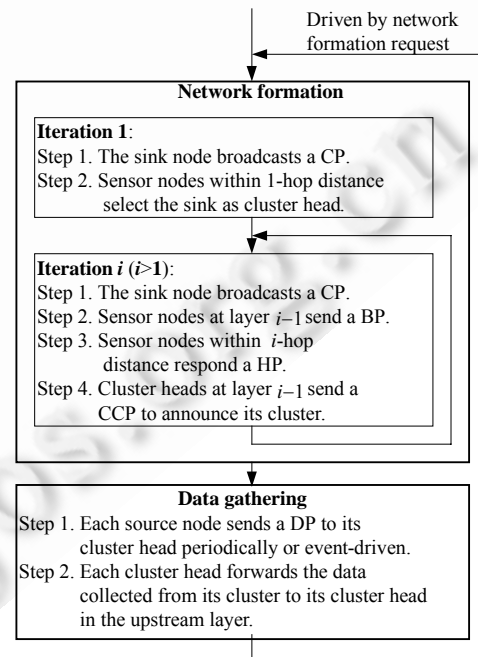 Driven by network
formation request
Network formation
Iteration 1:
Step 1. The sink node broadcasts a CP.
Step 2. Sensor nodes within 1-hop distance
select the sink as cluster head.
Iteration i (i>1):
Step 1. The sink node broadcasts a CP.
Step 2. Sensor nodes at layer i−1 send a BP.
Step 3. Sensor nodes within i-hop
distance respond a HP.
Step 4. Cluster heads at layer i−1 send a
CCP to announce its cluster.
Data gathering
Step 1. Each source node sends a DP to its
cluster head periodically or event-driven.
Step 2. Each cluster head forwards the data
collected from its cluster to its cluster head
in the upstream layer.